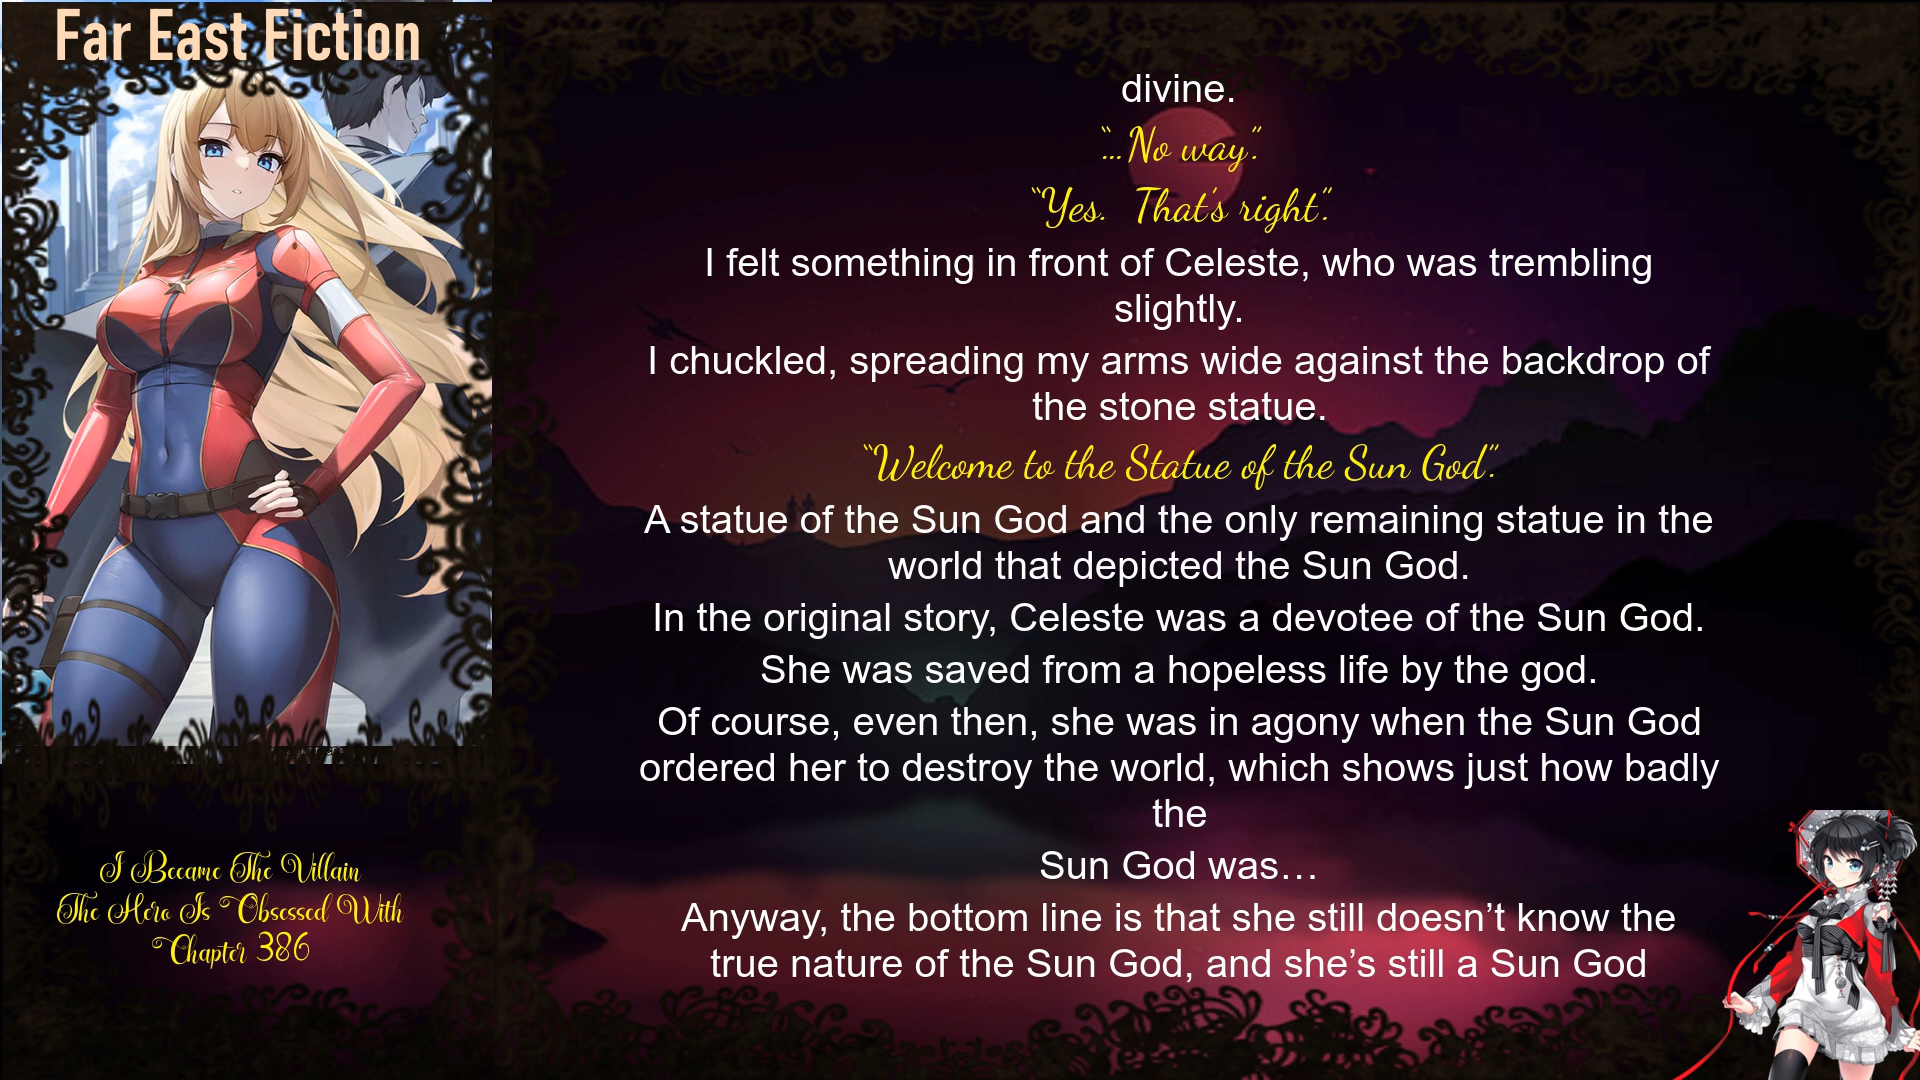 Far East Fiction
divine.
“...No way.”
“Yes. That's right.”
I felt something in front of Celeste, who was trembling
slightly.
I chuckled, spreading my arms wide against the backdrop of
the stone statue.
“Welcome to the Statue of the Sun God.”
A statue of the Sun God and the only remaining statue in the
world that depicted the Sun God.
In the original story, Celeste was a devotee of the Sun God.
She was saved from a hopeless life by the god.
Of course, even then, she was in agony when the Sun God
ordered her to destroy the world, which shows just how badly
the
Sun God was…
Anyway, the bottom line is that she still doesn’t know the
true nature of the Sun God, and she’s still a Sun God
I Became The Villain
The Hero Is Obsessed With
Chapter 386